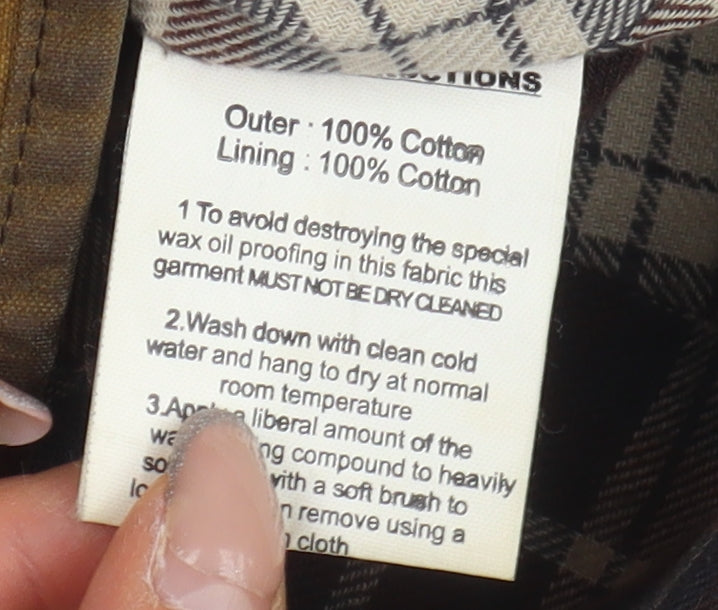 Outer : 100% Cotton
Lining : 100% Cotton
1 To avoid destroying the special
wax oil proofing in this fabric this
garment MUST NOT BE DRY CLEANED
2.Wash down with clean cold
water and hang to dry at normal
room temperature
3.Apply a liberal amount of the
compound to heavily
with a soft brush to
remove using a
cloth